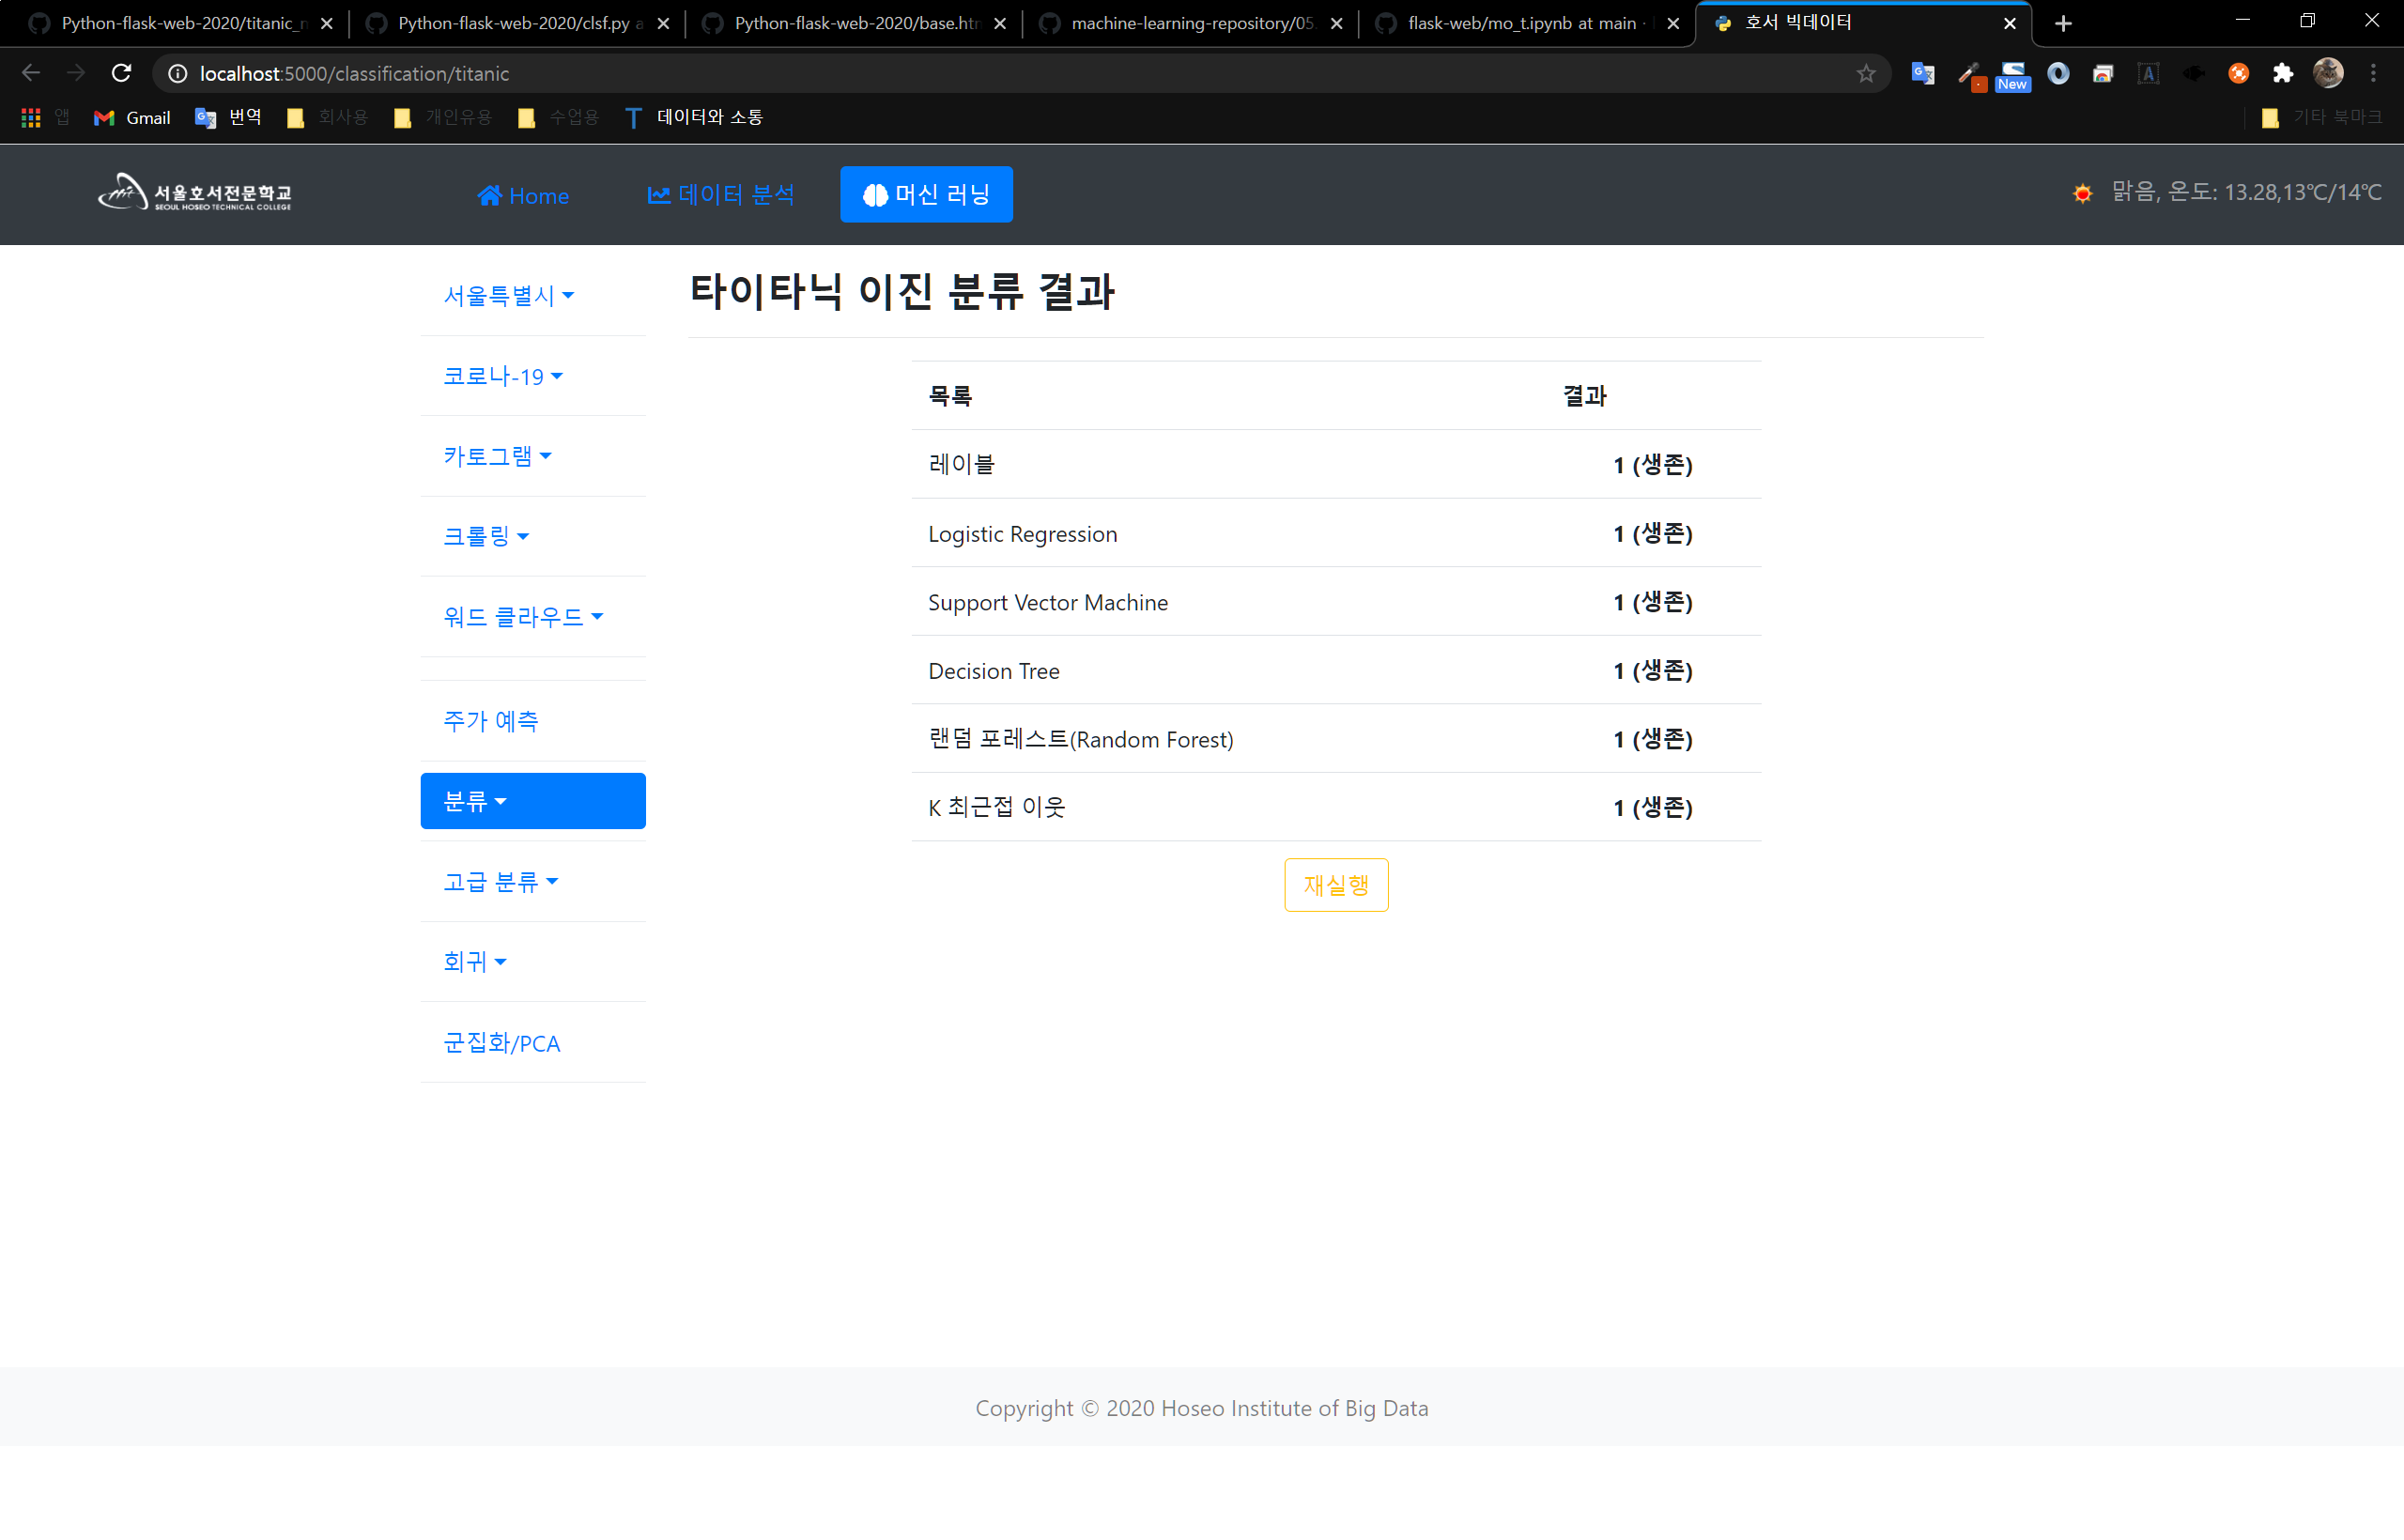 Python-flask-web-2020/titanic_
Python-flask-web-2020/clsf.py
Python-flask-web-2020/base.htm
machine-learning-repository/05.
flask-web/mo_t.ipynb at main ·
호서 빅데이터
localhost:5000/classification/titanic
New
앱
Gmail
번역
회사용
개인유용
수업용
데이터와 소통
기타 북마크
서울호서전문학교
SEOUL HOSEO TECHNICAL COLLEGE
Home
데이터 분석
머신 러닝
맑음, 온도: 13.28,13℃/14℃
서울특별시
코로나-19
카토그램
크롤링
워드 클라우드
주가 예측
분류
고급 분류
회귀
군집화/PCA
타이타닉 이진 분류 결과
목록 결과
레이블 1 (생존)
Logistic Regression 1 (생존)
Support Vector Machine 1 (생존)
Decision Tree 1 (생존)
랜덤 포레스트(Random Forest) 1 (생존)
K 최근접 이웃 1 (생존)
재실행
Copyright © 2020 Hoseo Institute of Big Data